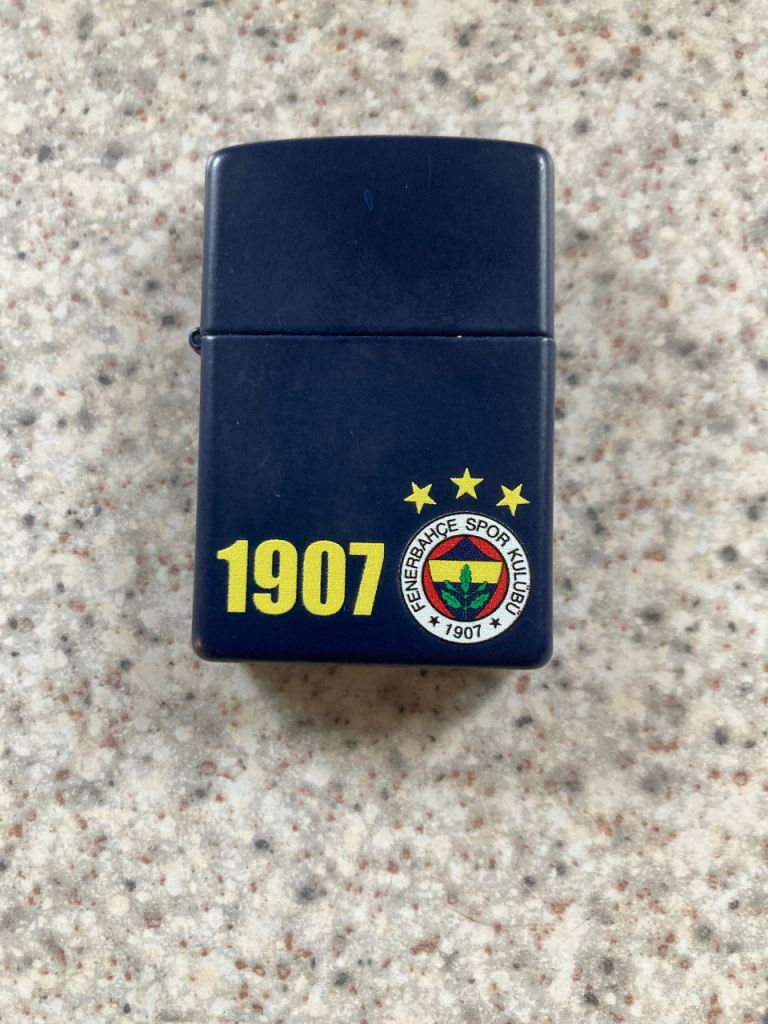 1907
FENERBAHÇE SPOR KULÜBÜ
★ 1907 ★